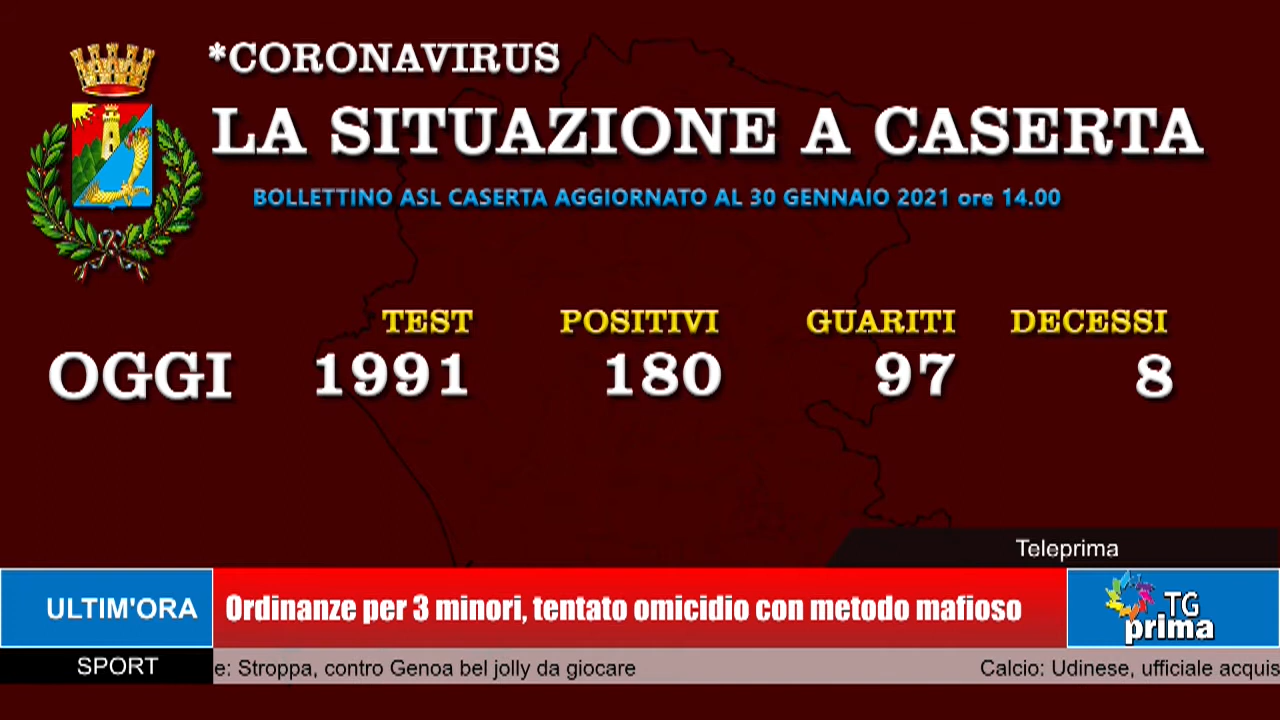 *CORONAVIRUS
LA SITUAZIONE A CASERTA
BOLLETTINO ASL CASERTA AGGIORNATO AL 30 GENNAIO 2021 ore 14.00
TEST POSITIVI GUARITI DECESSI
OGGI 1991 180 97 8
Teleprima
ULTIM'ORA Ordinanze per 3 minori, tentato omicidio con metodo mafioso TG
prima
SPORT e: Stroppa, contro Genoa bel jolly da giocare Calcio: Udinese, ufficiale acquis